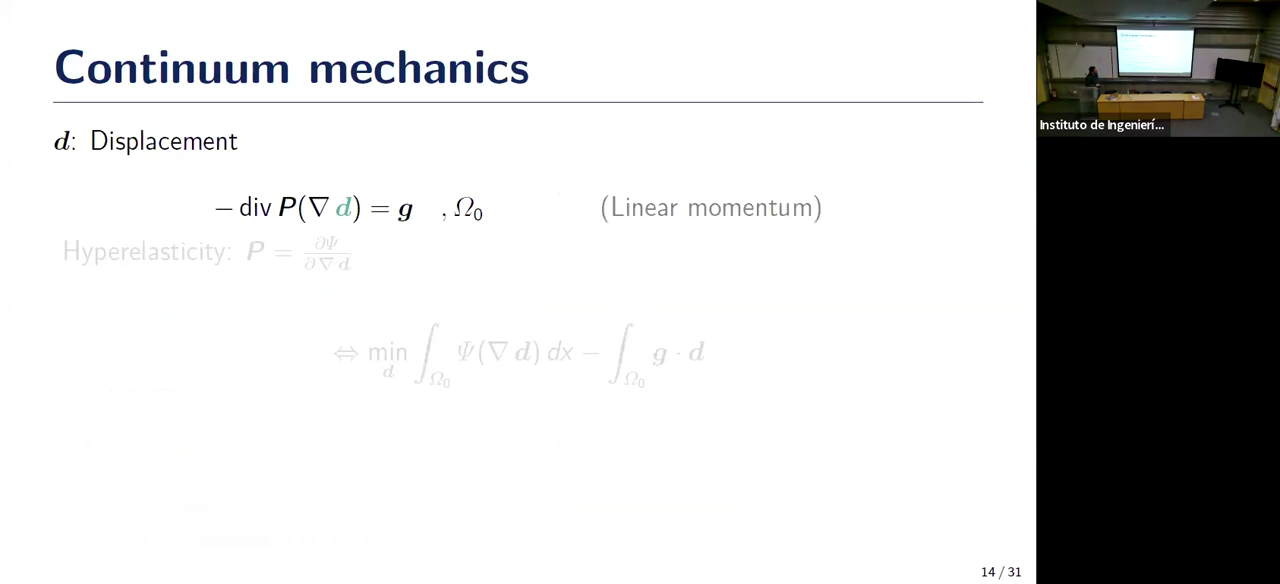 Continuum mechanics
d: Displacement
− div P(∇ d) = g , Ω₀ (Linear momentum)
Hyperelasticity: P = ∂Ψ / ∂ ∇ d
⇔ min_d ∫_Ω₀ Ψ(∇ d) dx − ∫_Ω₀ g · d
14 / 31
Instituto de Ingenierí...